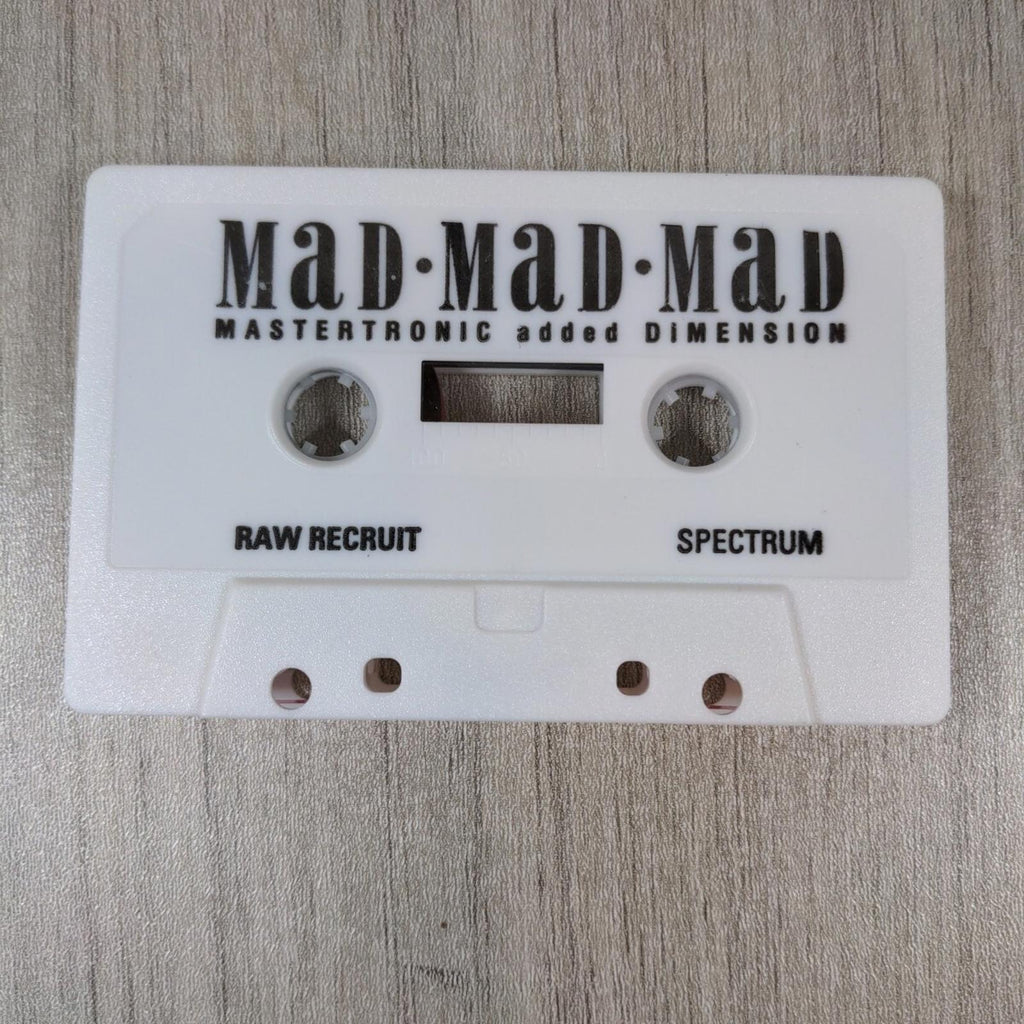 MaD·MaD·MaD
MASTERTRONIC added DiMENSION
RAW RECRUIT
SPECTRUM